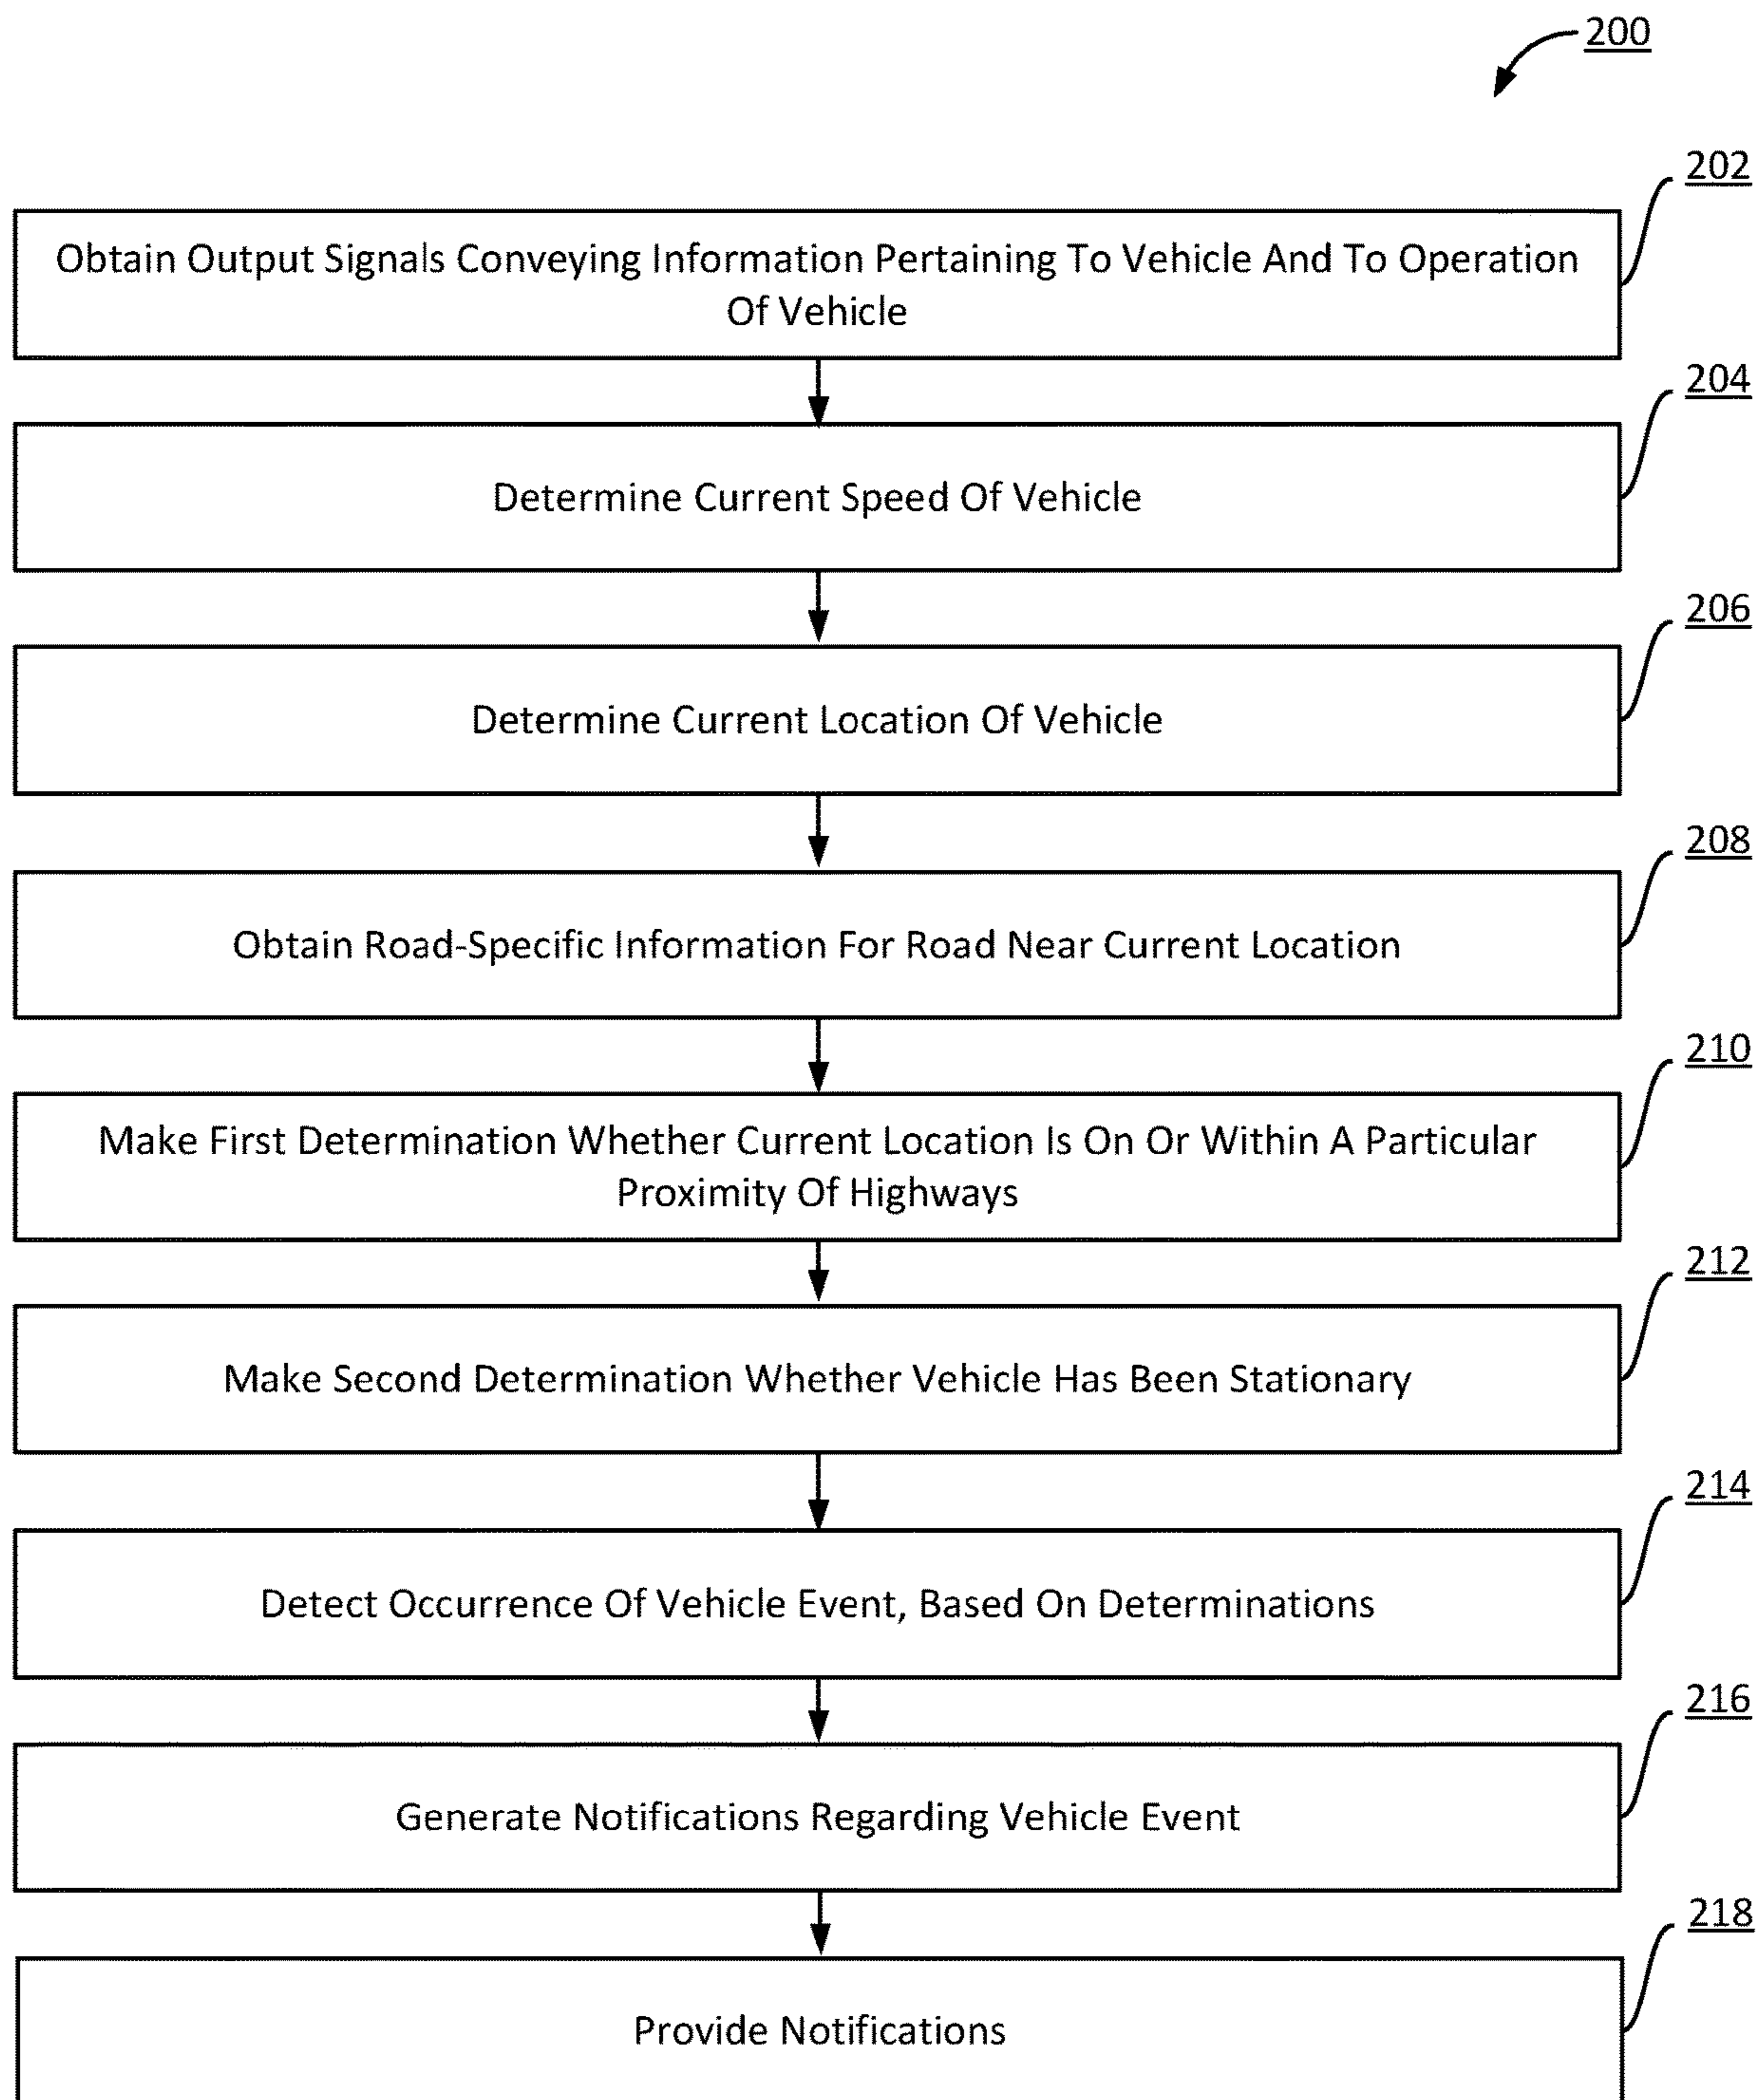 200
202
Obtain Output Signals Conveying Information Pertaining To Vehicle And To Operation
Of Vehicle
204
Determine Current Speed Of Vehicle
206
Determine Current Location Of Vehicle
208
Obtain Road-Specific Information For Road Near Current Location
210
Make First Determination Whether Current Location Is On Or Within A Particular
Proximity Of Highways
212
Make Second Determination Whether Vehicle Has Been Stationary
214
Detect Occurrence Of Vehicle Event, Based On Determinations
216
Generate Notifications Regarding Vehicle Event
218
Provide Notifications